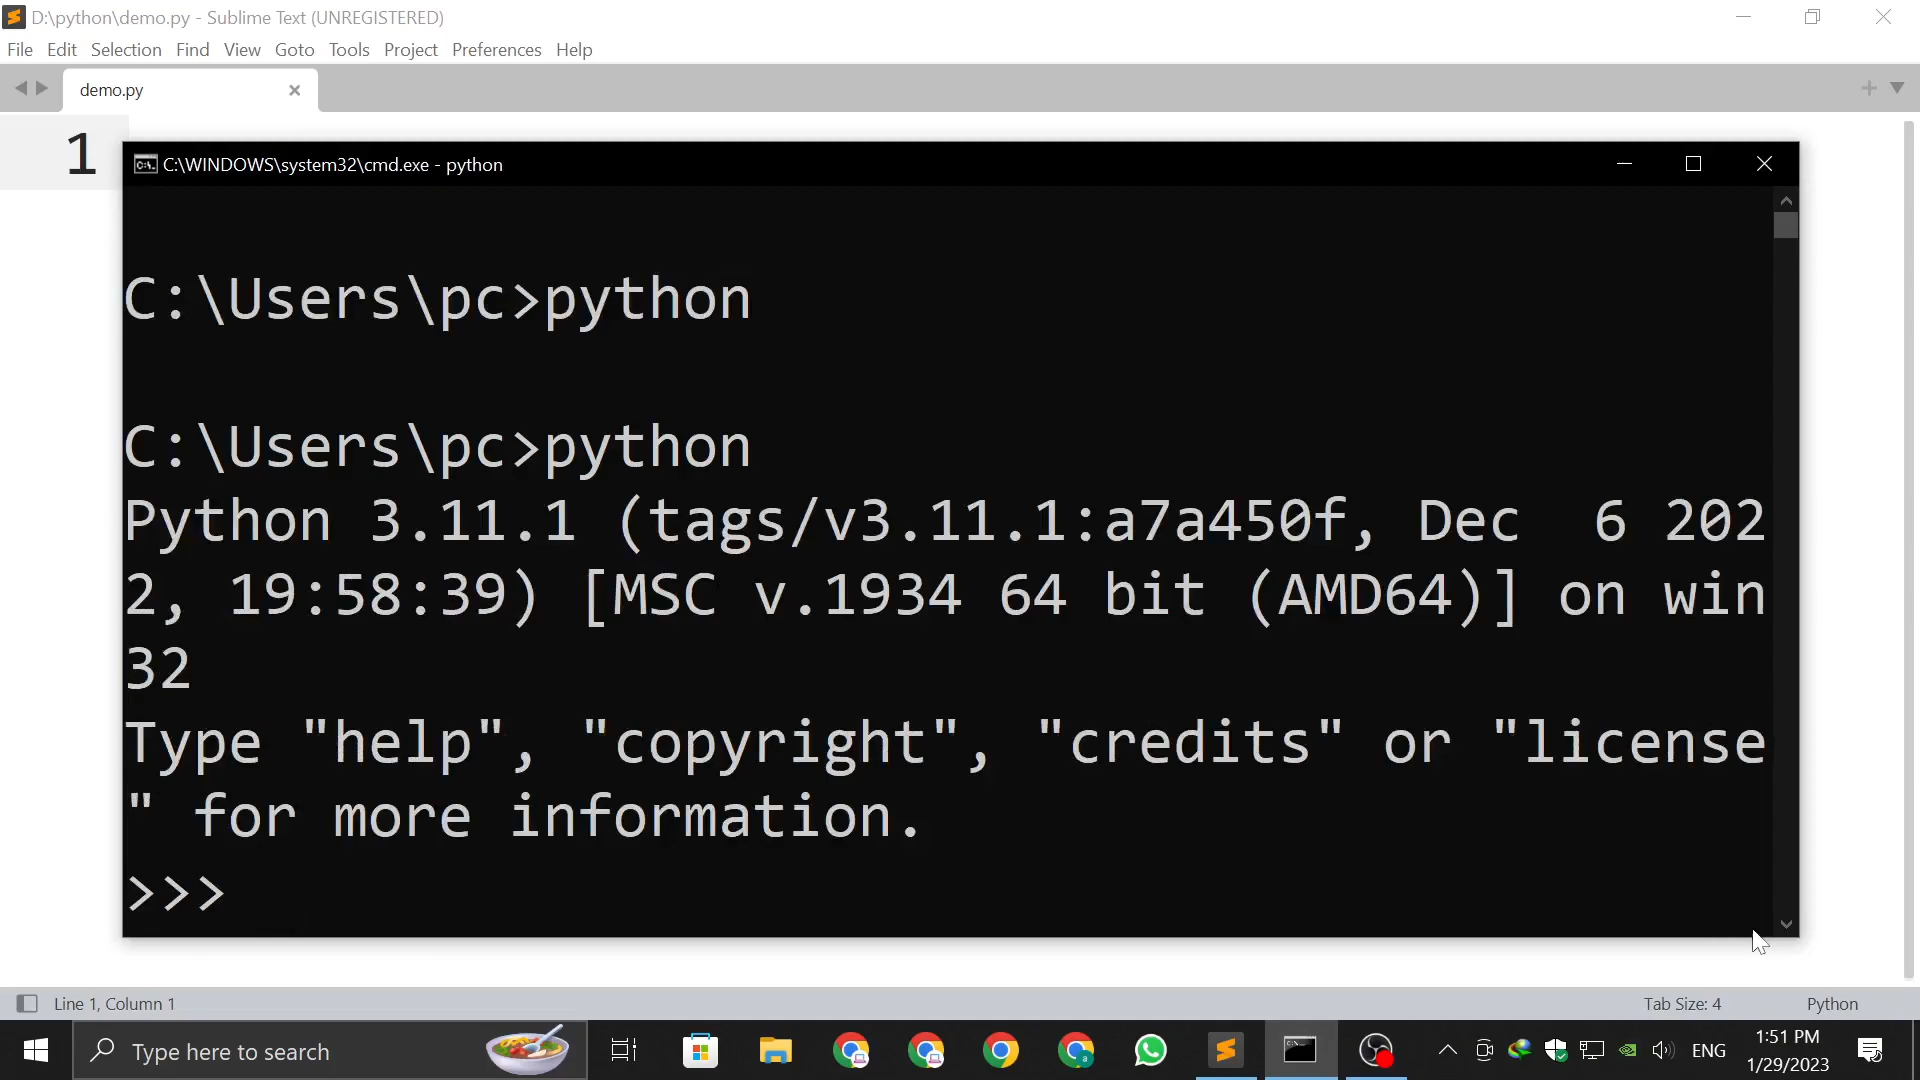 D:\python\demo.py - Sublime Text (UNREGISTERED)
File Edit Selection Find View Goto Tools Project Preferences Help
demo.py
1
C:\WINDOWS\system32\cmd.exe - python
C:\Users\pc>python
C:\Users\pc>python
Python 3.11.1 (tags/v3.11.1:a7a450f, Dec  6 202
2, 19:58:39) [MSC v.1934 64 bit (AMD64)] on win
32
Type "help", "copyright", "credits" or "license
" for more information.
>>>
Line 1, Column 1
Tab Size: 4
Python
Type here to search
ENG
1:51 PM
1/29/2023